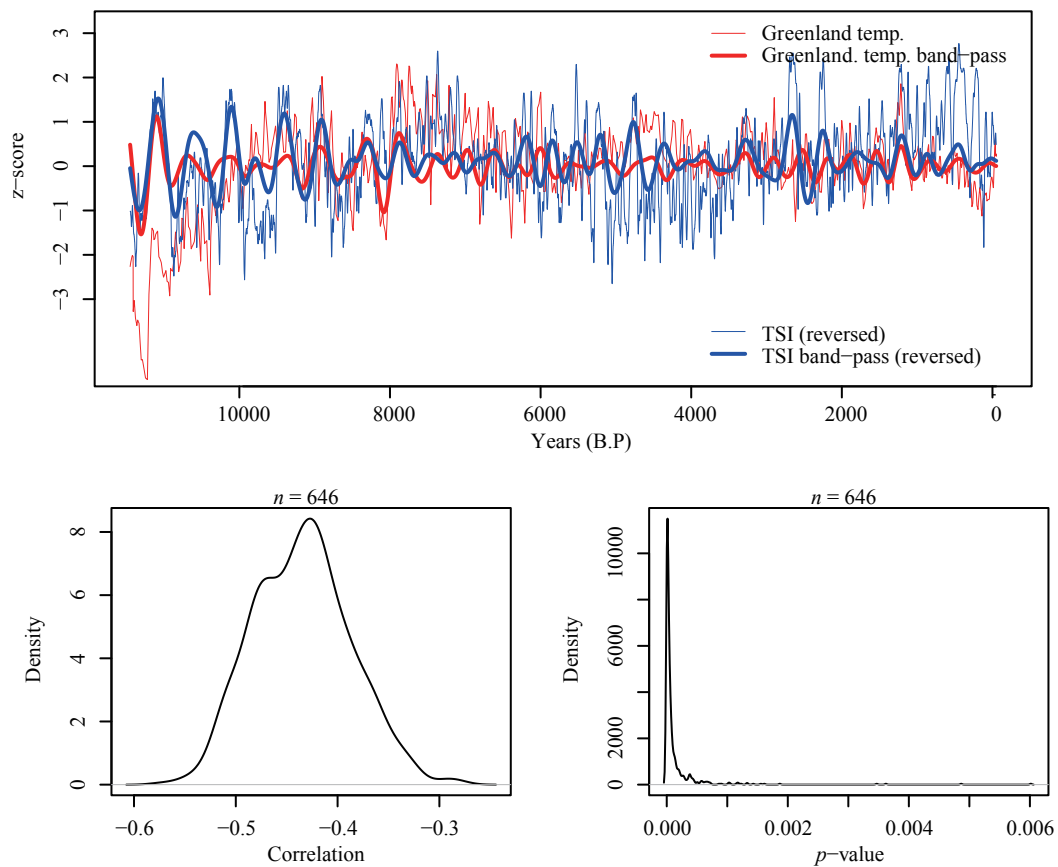 Greenland temp.
Greenland. temp. band−pass
3
2
1
0
−1
−2
−3
z−score
TSI (reversed)
TSI band−pass (reversed)
10000 8000 6000 4000 2000 0
Years (B.P)
n = 646
8
6
4
2
0
Density
−0.6 −0.5 −0.4 −0.3
Correlation
n = 646
10000
6000
2000
0
Density
0.000 0.002 0.004 0.006
p−value